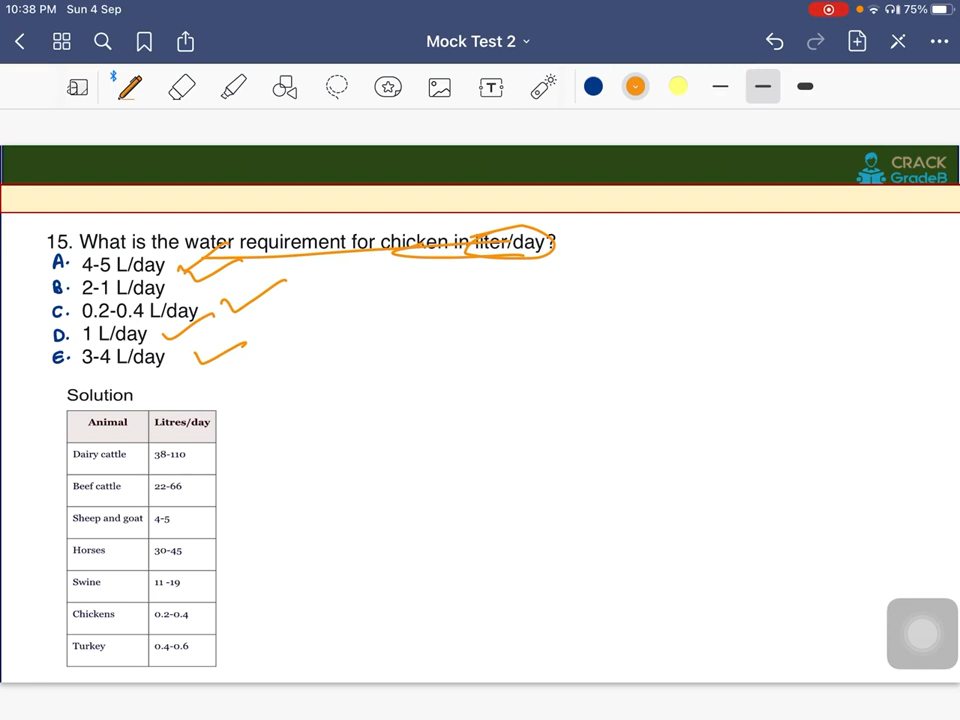 10:38 PM Sun 4 Sep 75%
Mock Test 2
T
CRACK
GradeB
15. What is the water requirement for chicken in liter/day?
A. 4-5 L/day
B. 2-1 L/day
C. 0.2-0.4 L/day
D. 1 L/day
E. 3-4 L/day
Solution
Animal Litres/day
Dairy cattle 38-110
Beef cattle 22-66
Sheep and goat 4-5
Horses 30-45
Swine 11 -19
Chickens 0.2-0.4
Turkey 0.4-0.6